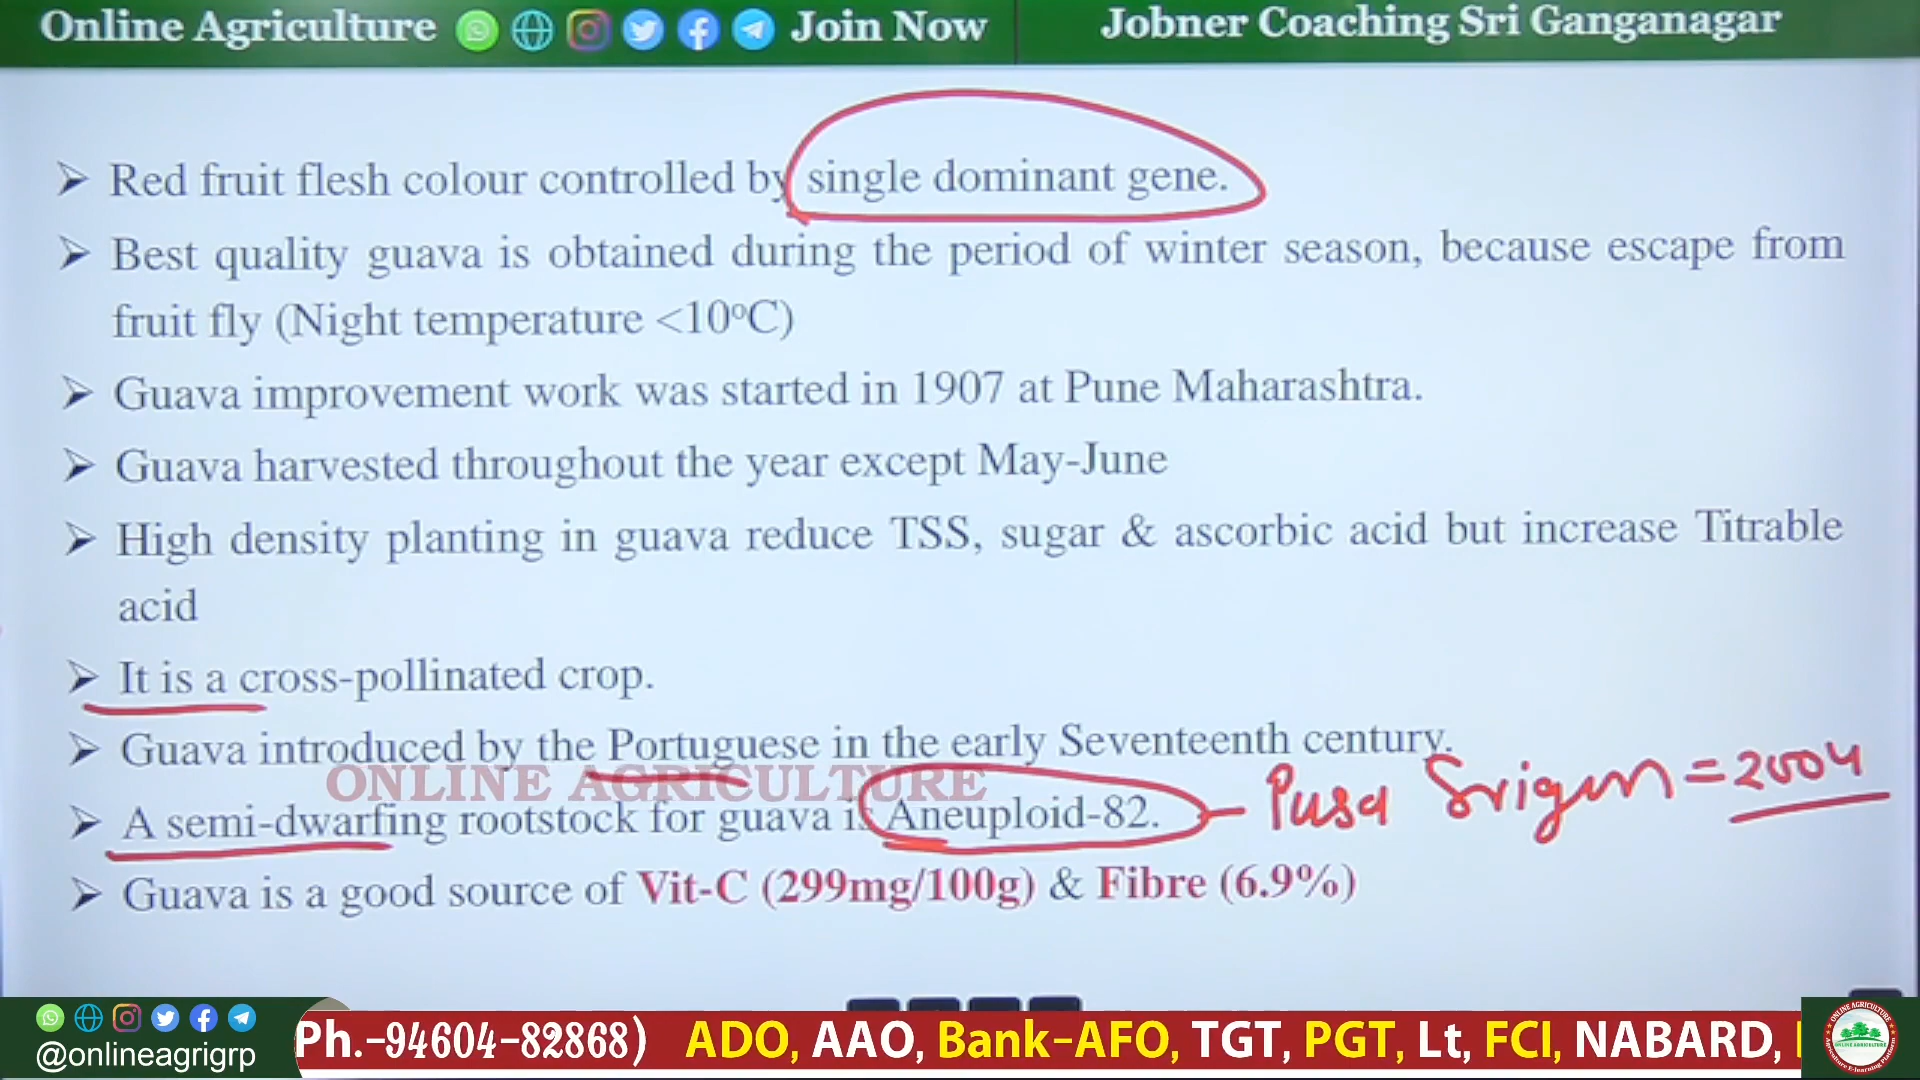 Online Agriculture Join Now
Jobner Coaching Sri Ganganagar
➢ Red fruit flesh colour controlled by single dominant gene.
➢ Best quality guava is obtained during the period of winter season, because escape from
fruit fly (Night temperature <10°C)
➢ Guava improvement work was started in 1907 at Pune Maharashtra.
➢ Guava harvested throughout the year except May-June
➢ High density planting in guava reduce TSS, sugar & ascorbic acid but increase Titrable
acid
➢ It is a cross-pollinated crop.
➢ Guava introduced by the Portuguese in the early Seventeenth century.
ONLINE AGRICULTURE
➢ A semi-dwarfing rootstock for guava is Aneuploid-82. - Pusa Srijan = 2004
➢ Guava is a good source of Vit-C (299mg/100g) & Fibre (6.9%)
@onlineagrigrp
Ph.-94604-82868) ADO, AAO, Bank-AFO, TGT, PGT, Lt, FCI, NABARD,